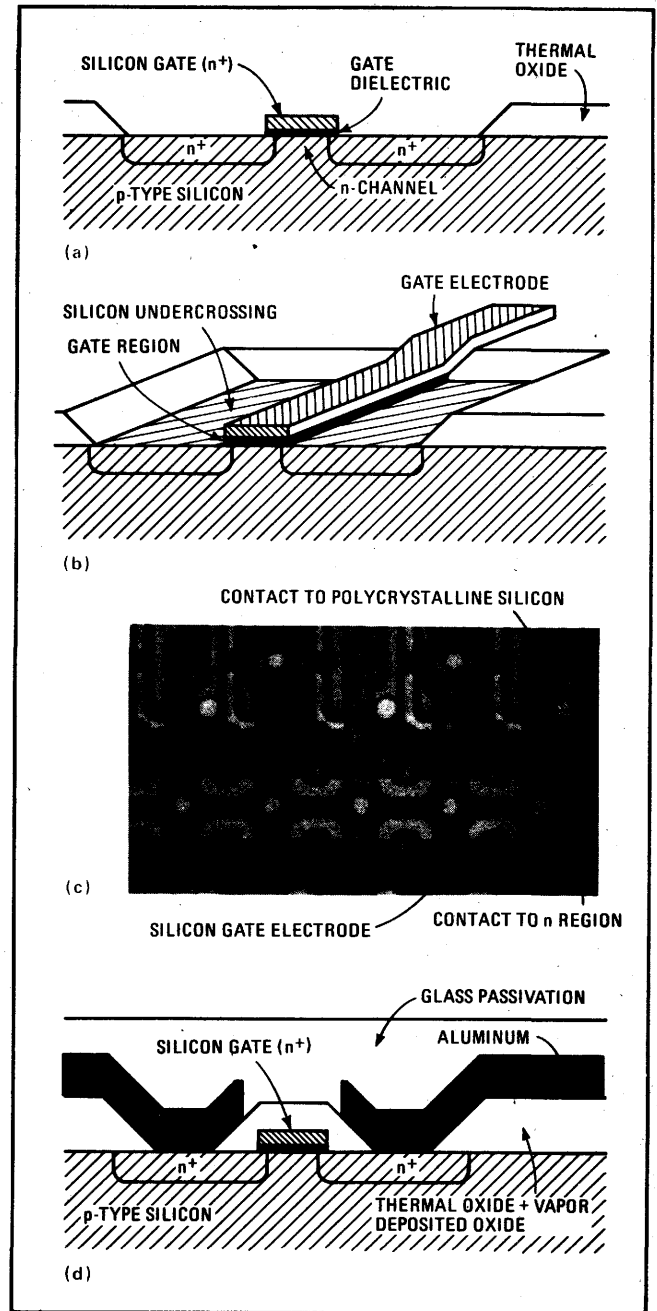 SILICON GATE (n+)
GATE
DIELECTRIC
THERMAL
OXIDE
n+
n+
p-TYPE SILICON
n-CHANNEL
(a)
GATE ELECTRODE
SILICON UNDERCROSSING
GATE REGION
(b)
CONTACT TO POLYCRYSTALLINE SILICON
(c)
SILICON GATE ELECTRODE
CONTACT TO n REGION
GLASS PASSIVATION
SILICON GATE (n+)
ALUMINUM
n+
n+
p-TYPE SILICON
THERMAL OXIDE + VAPOR
DEPOSITED OXIDE
(d)